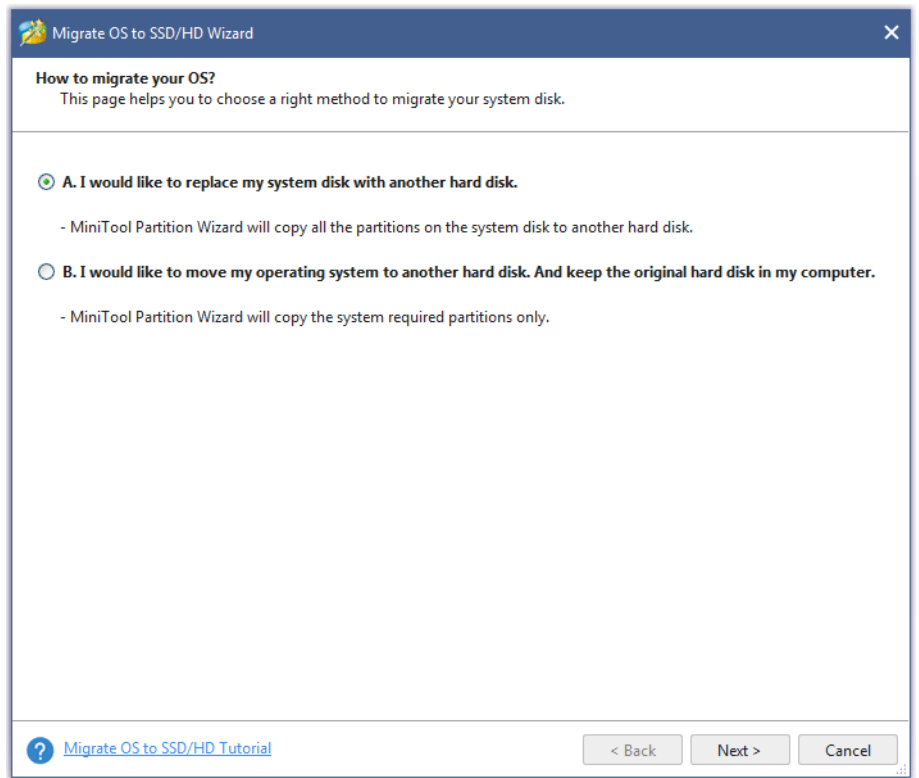 Migrate OS to SSD/HD Wizard
How to migrate your OS?
This page helps you to choose a right method to migrate your system disk.
A. I would like to replace my system disk with another hard disk.
- MiniTool Partition Wizard will copy all the partitions on the system disk to another hard disk.
B. I would like to move my operating system to another hard disk. And keep the original hard disk in my computer.
- MiniTool Partition Wizard will copy the system required partitions only.
Migrate OS to SSD/HD Tutorial
< Back Next > Cancel